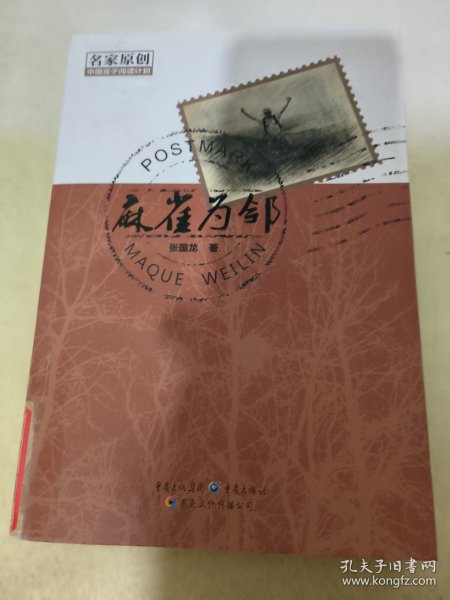 名家原创
中国孩子阅读计划
POSTMARK
麻雀为邻
张国龙 著
MAQUE WEILIN
重庆出版集团 重庆出版社
孔夫子旧书网
www.kongfz.com